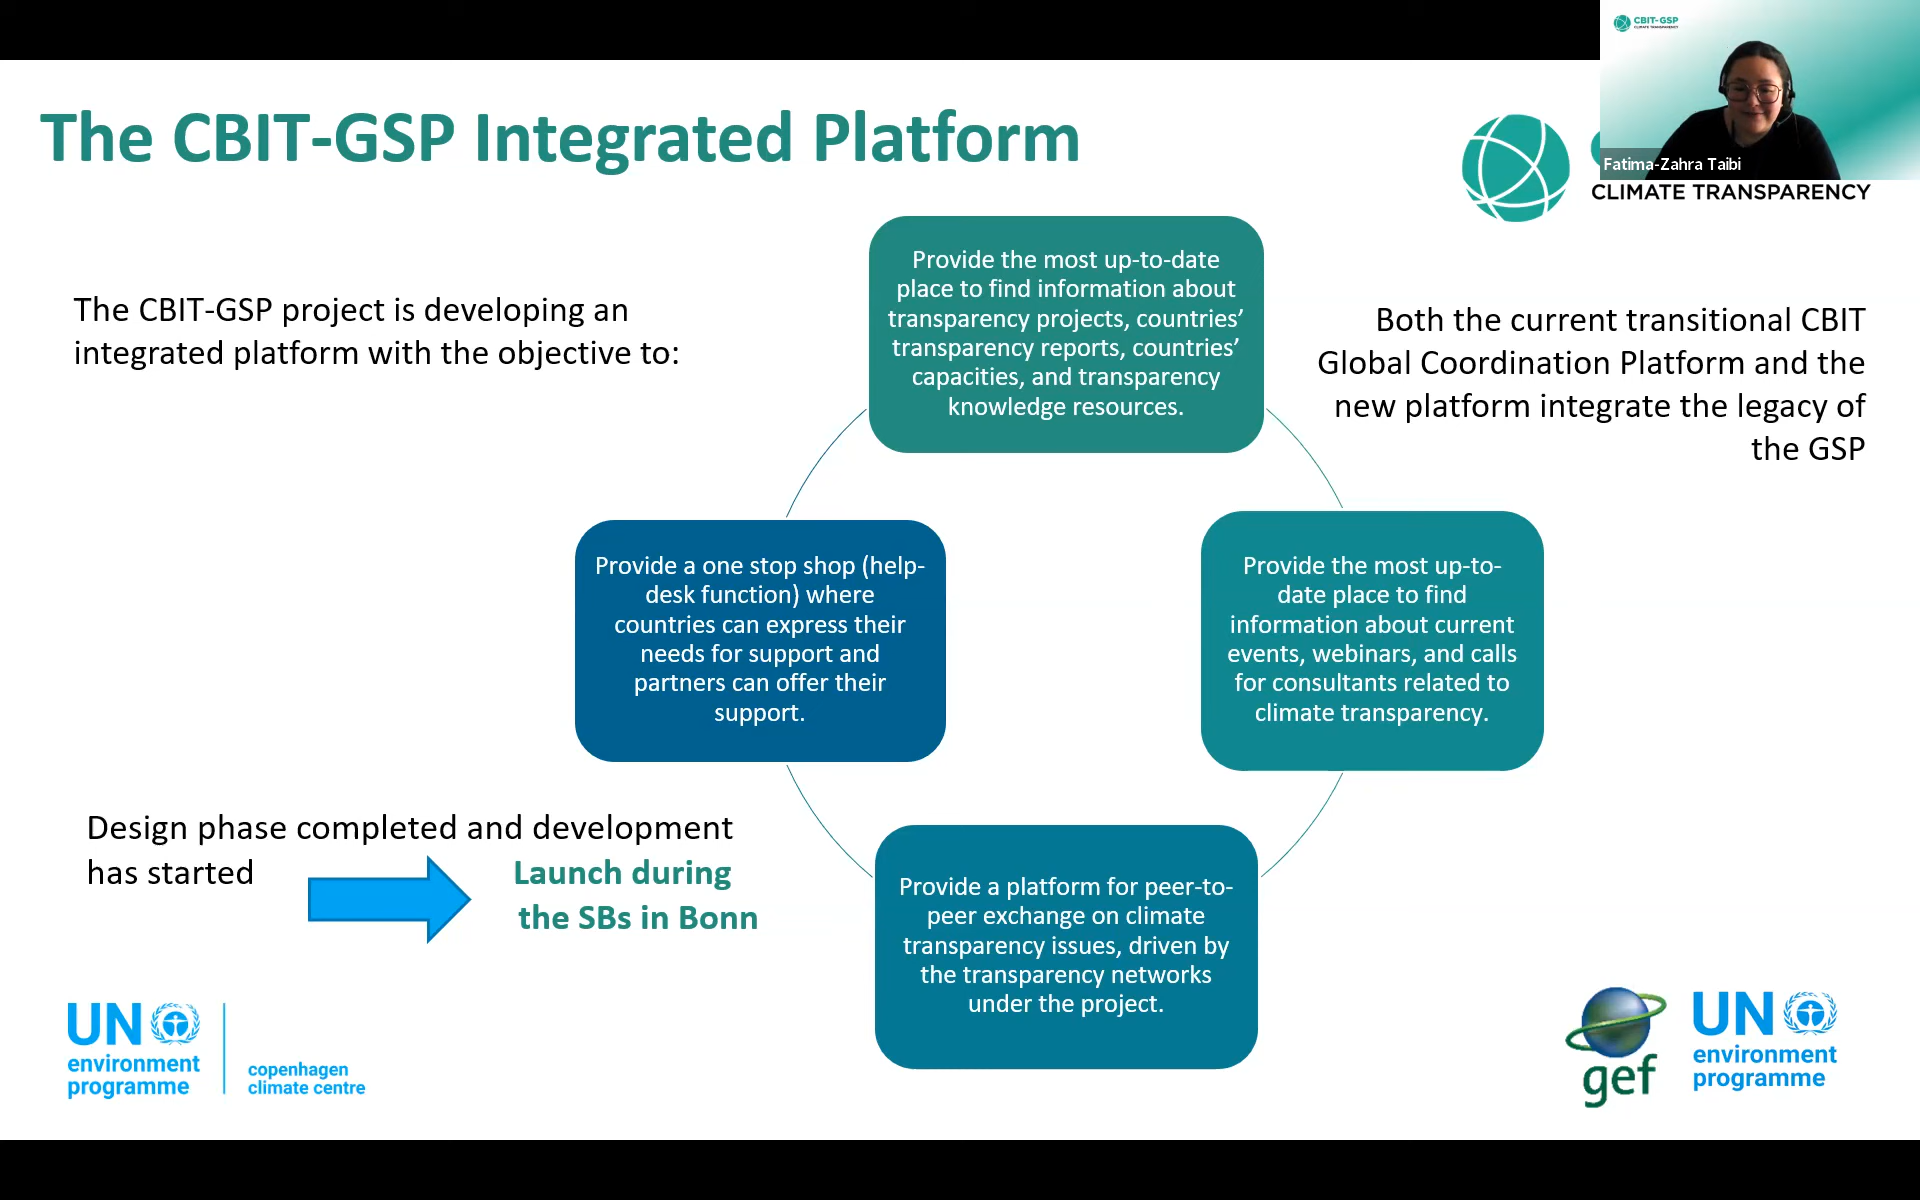 CBIT-GSP
CLIMATE TRANSPARENCY
Fatima-Zahra Taibi
The CBIT-GSP Integrated Platform
CLIMATE TRANSPARENCY
The CBIT-GSP project is developing an
integrated platform with the objective to:
Provide the most up-to-date
place to find information about
transparency projects, countries’
transparency reports, countries’
capacities, and transparency
knowledge resources.
Both the current transitional CBIT
Global Coordination Platform and the
new platform integrate the legacy of
the GSP
Provide a one stop shop (help-
desk function) where
countries can express their
needs for support and
partners can offer their
support.
Provide the most up-to-
date place to find
information about current
events, webinars, and calls
for consultants related to
climate transparency.
Design phase completed and development
has started
Launch during
the SBs in Bonn
Provide a platform for peer-to-
peer exchange on climate
transparency issues, driven by
the transparency networks
under the project.
UN
environment
programme
copenhagen
climate centre
gef
UN
environment
programme